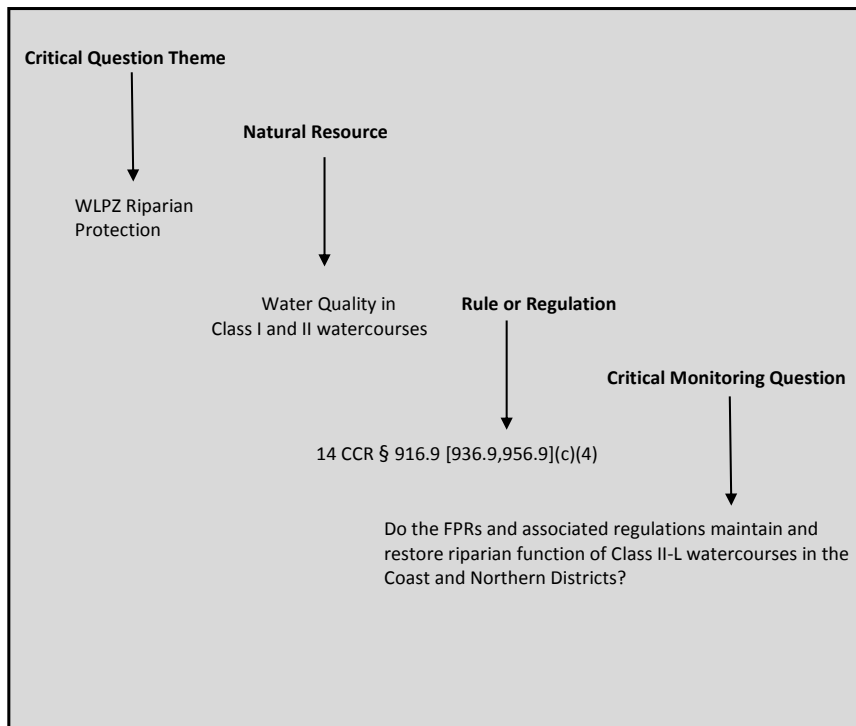 Critical Question Theme
Natural Resource
WLPZ Riparian
Protection
Water Quality in
Class I and II watercourses
Rule or Regulation
Critical Monitoring Question
14 CCR § 916.9 [936.9,956.9](c)(4)
Do the FPRs and associated regulations maintain and
restore riparian function of Class II-L watercourses in the
Coast and Northern Districts?